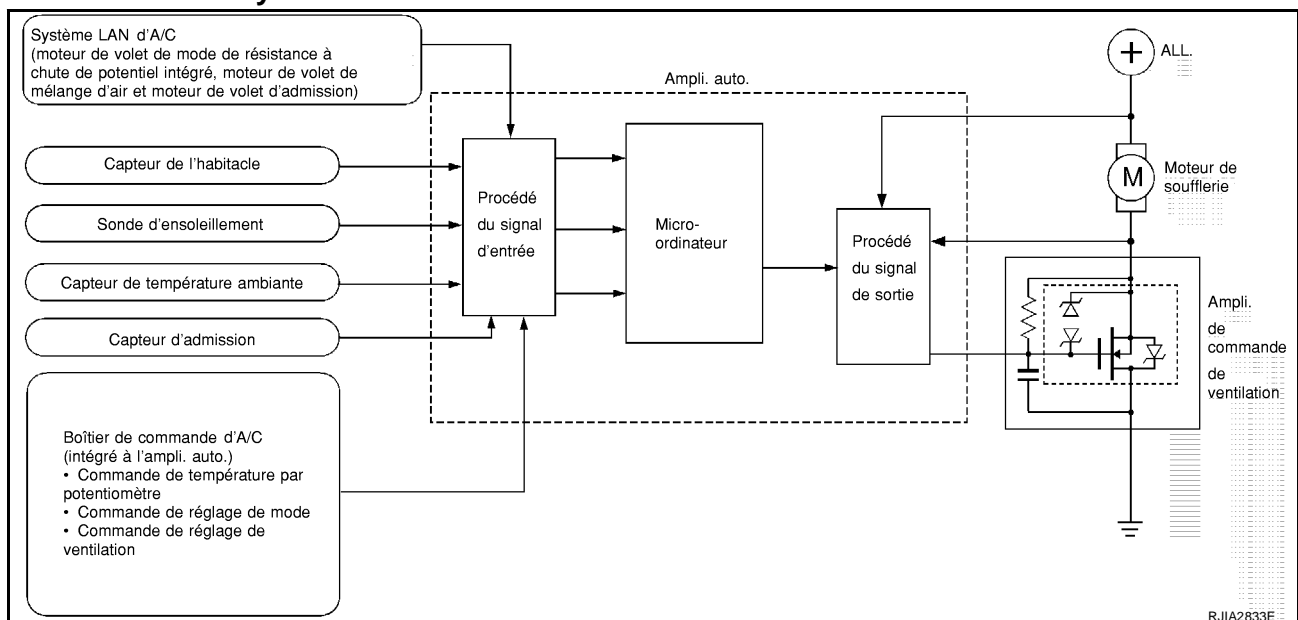 Système LAN d'A/C
(moteur de volet de mode de résistance à
chute de potentiel intégré, moteur de volet de
mélange d'air et moteur de volet d'admission)
Ampli. auto.
ALL.
Capteur de l'habitacle
Sonde d'ensoleillement
Capteur de température ambiante
Capteur d'admission
Procédé
du signal
d'entrée
Micro-
ordinateur
Procédé
du signal
de sortie
M
Moteur de
soufflerie
Ampli.
de
commande
de
ventilation
Boîtier de commande d'A/C
(intégré à l'ampli. auto.)
• Commande de température par
potentiomètre
• Commande de réglage de mode
• Commande de réglage de
ventilation
RJIA2833E